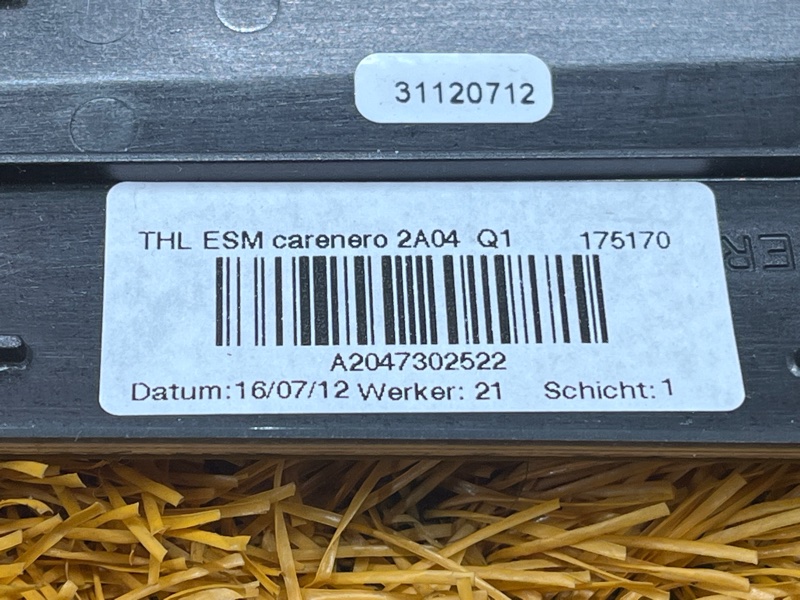 31120712
THL ESM carenero 2A04 Q1 175170
A2047302522
Datum:16/07/12 Werker: 21 Schicht:1